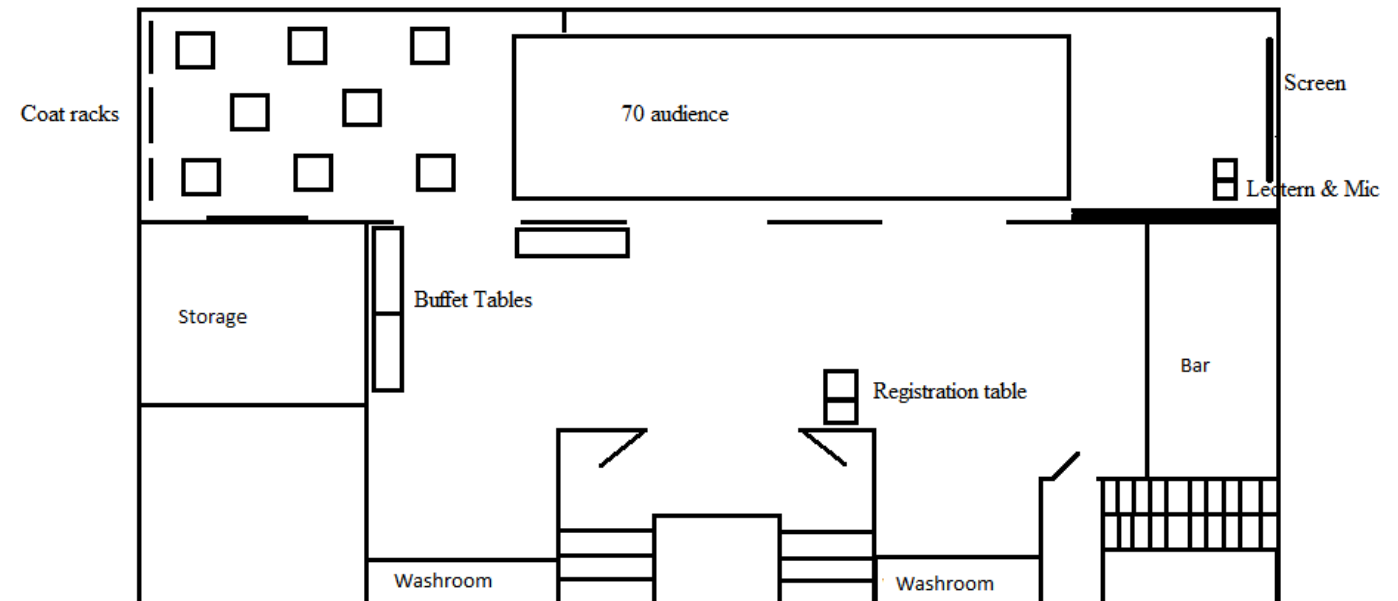 Screen
Coat racks
70 audience
Lectern & Mic
Buffet Tables
Storage
Bar
Registration table
Washroom
Washroom